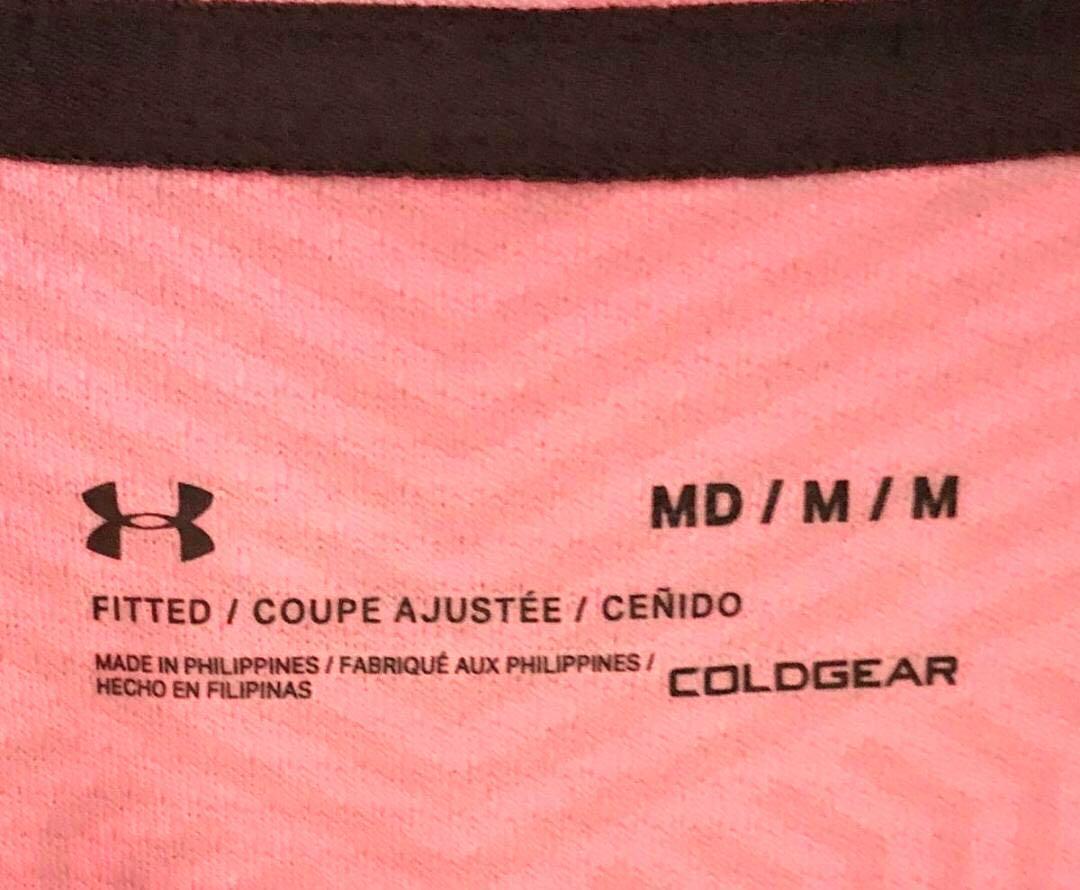 MD / M / M
FITTED / COUPE AJUSTÉE / CEÑIDO
MADE IN PHILIPPINES / FABRIQUÉ AUX PHILIPPINES /
HECHO EN FILIPINAS
COLDGEAR